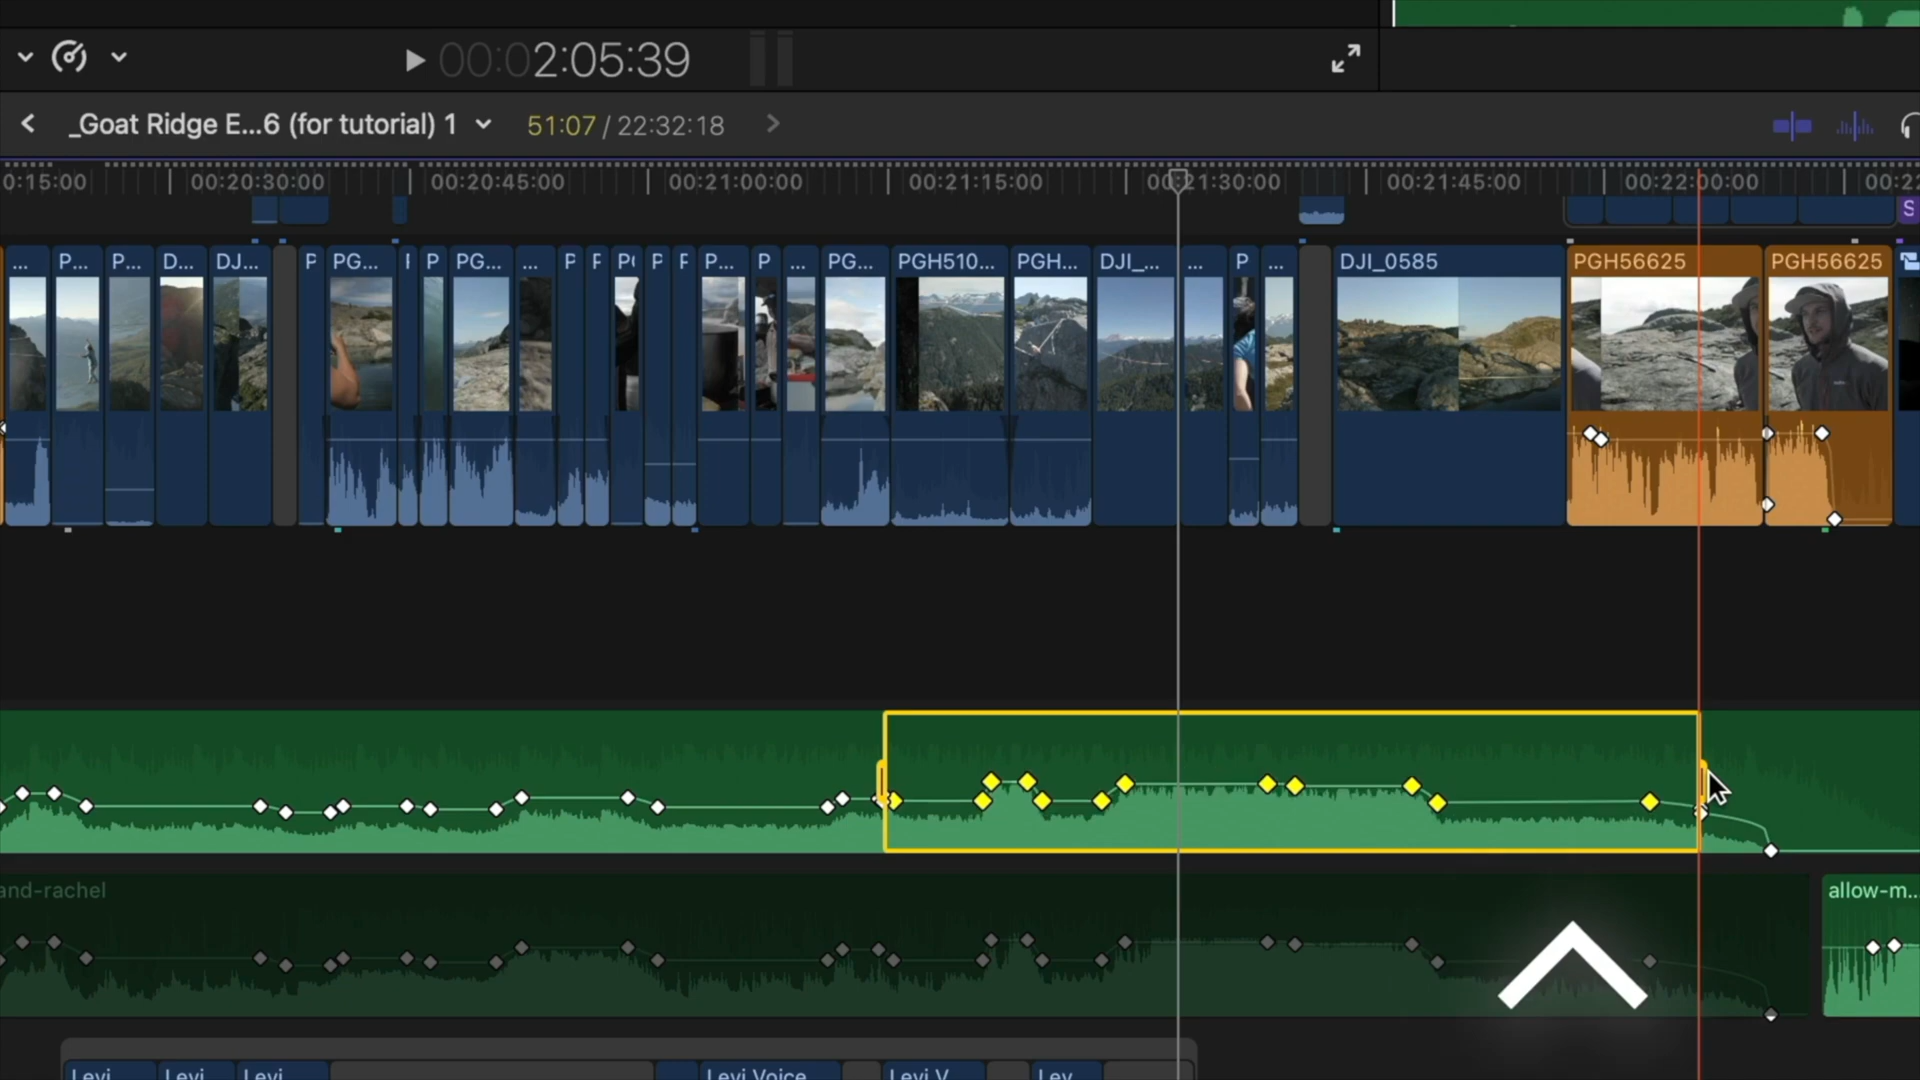 00:02:05:39
_Goat Ridge E...6 (for tutorial) 1 51:07 / 22:32:18
0:15:00 00:20:30:00 00:20:45:00 00:21:00:00 00:21:15:00 00:21:30:00 00:21:45:00 00:22:00:00 00:22
S
... P... P... D... DJ... P PG... P PG... ... P P P P... P ... PG... PGH510... PGH... DJI_... ... P ... DJI_0585 PGH56625 PGH56625
and-rachel allow-m...
Levi Levi Levi Levi Voice Levi V Lev